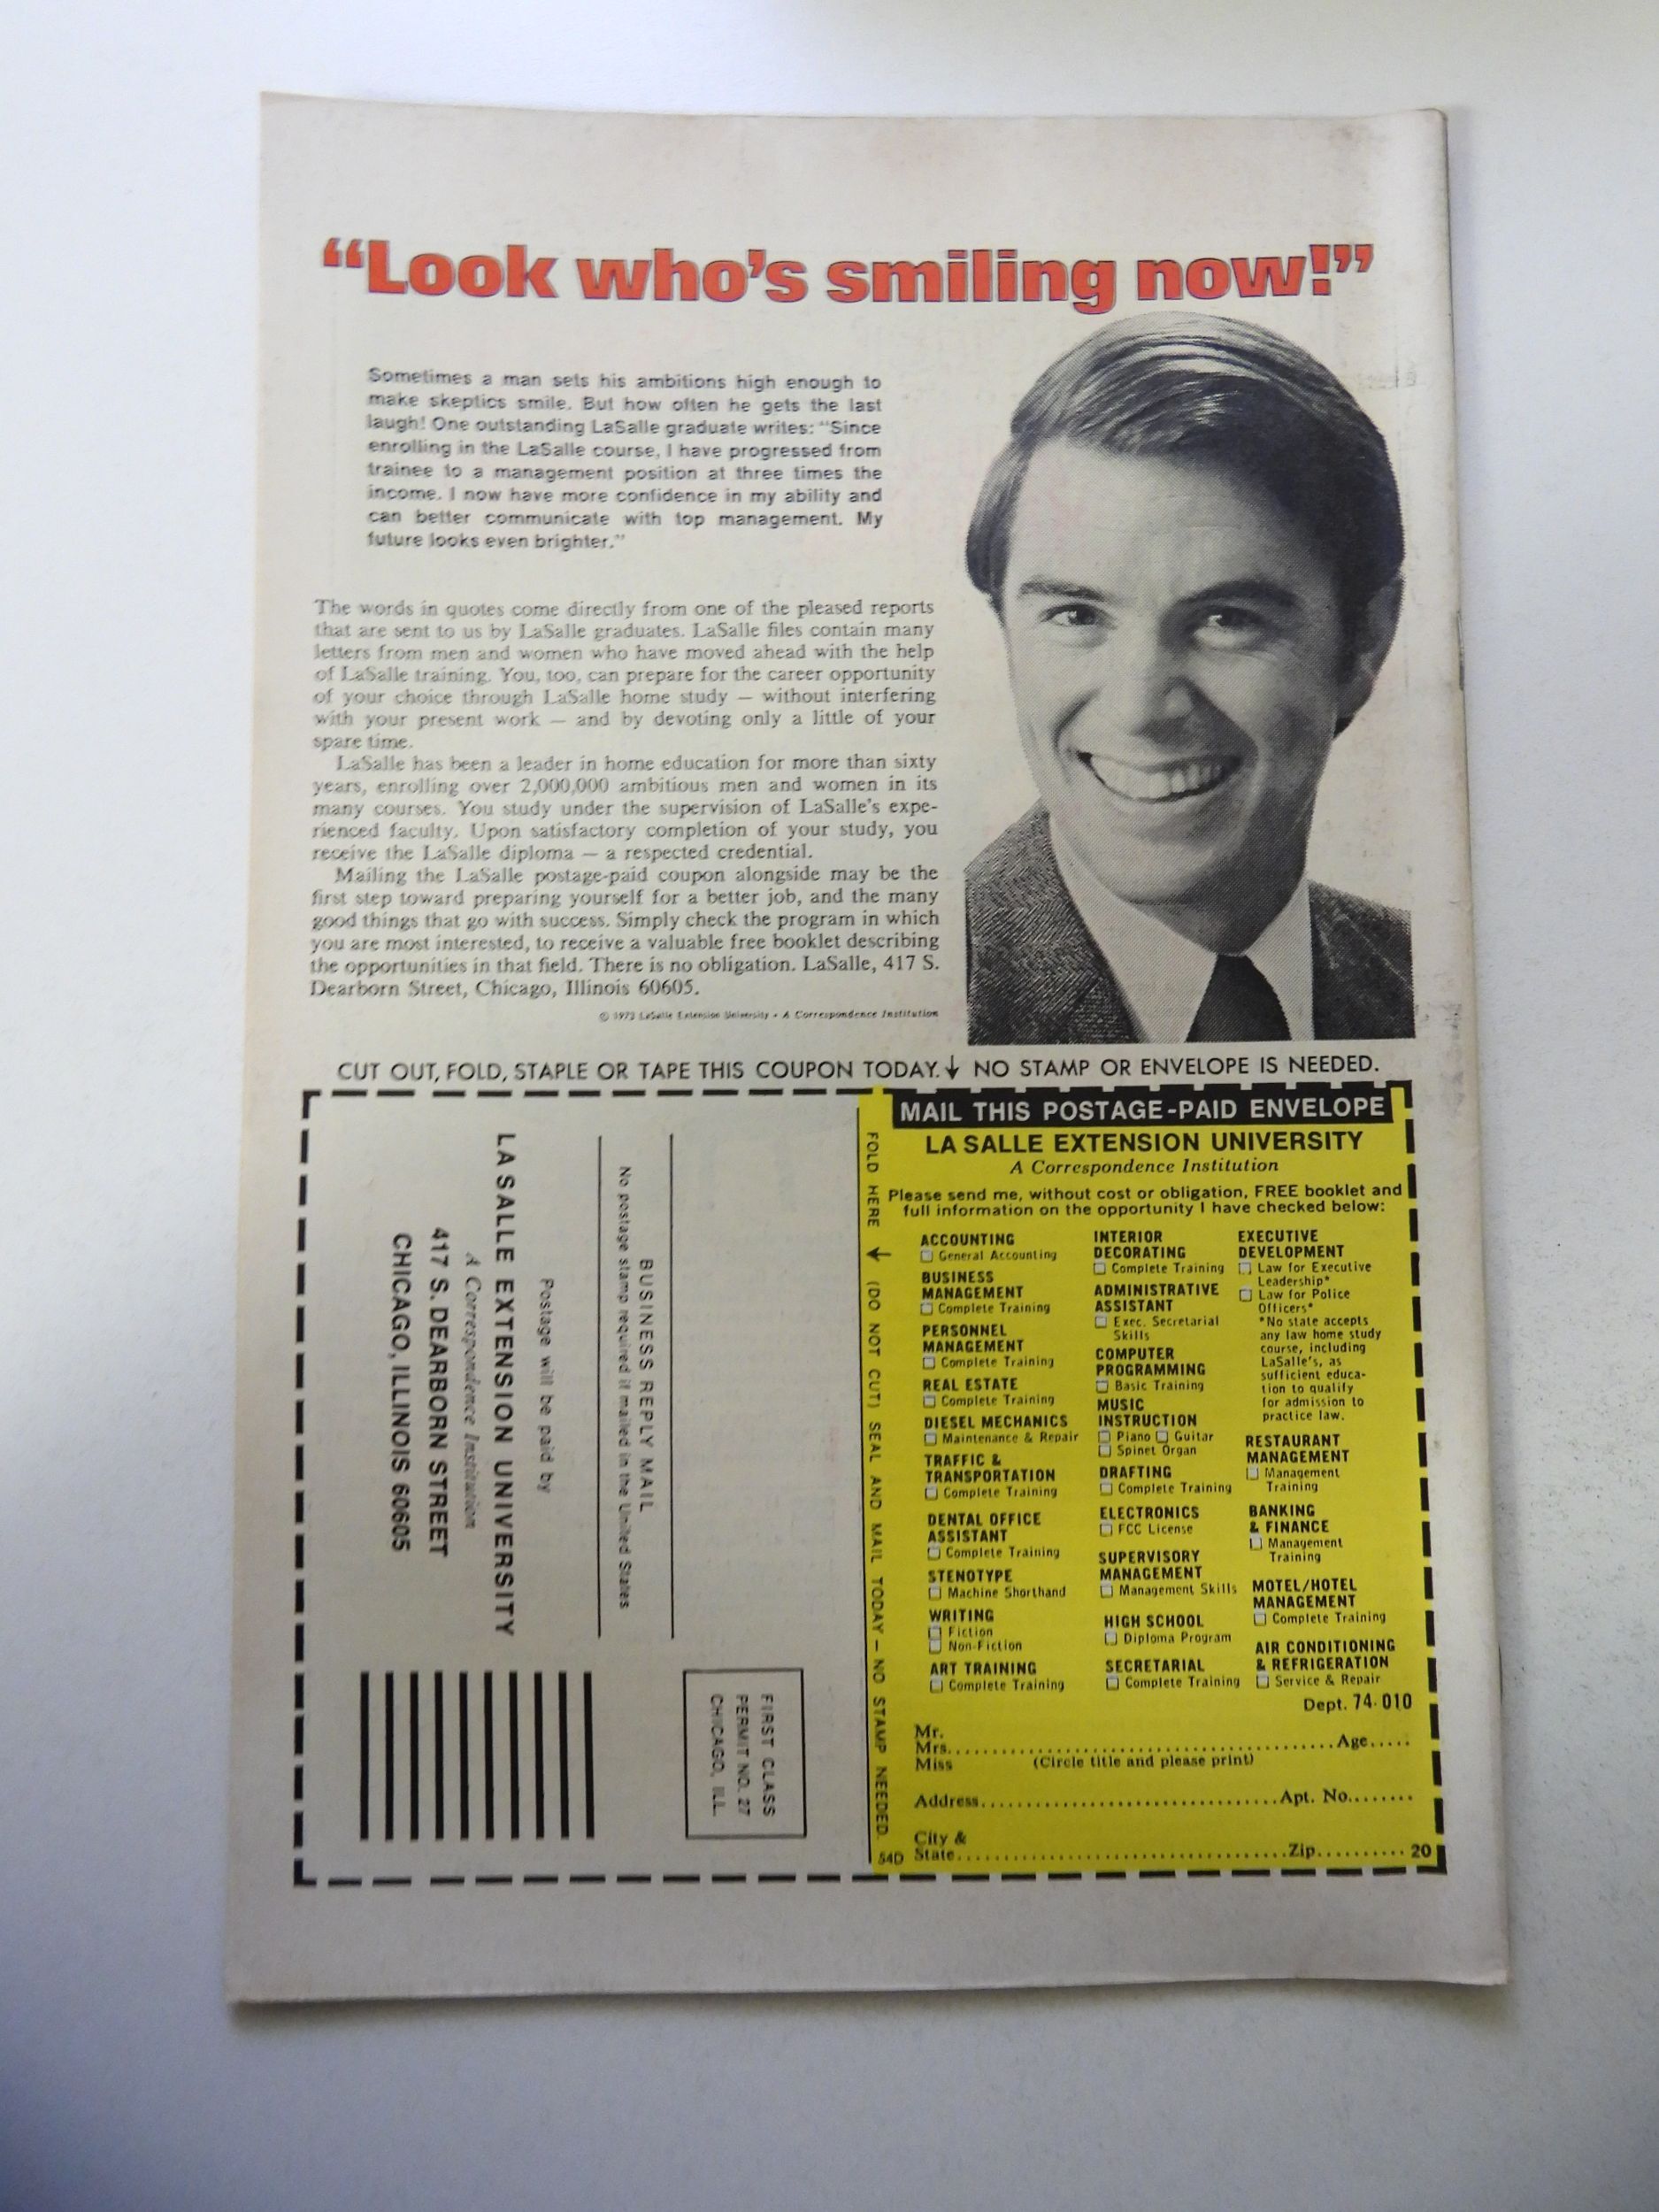 “Look who’s smiling now!”
Sometimes a man sets his ambitions high enough to
make skeptics smile. But how often he gets the last
laugh! One outstanding LaSalle graduate writes: “Since
enrolling in the LaSalle course, I have progressed from
trainee to a management position at three times the
income. I now have more confidence in my ability and
can better communicate with top management. My
future looks even brighter.”
The words in quotes come directly from one of the pleased reports
that are sent to us by LaSalle graduates. LaSalle files contain many
letters from men and women who have moved ahead with the help
of LaSalle training. You, too, can prepare for the career opportunity
of your choice through LaSalle home study — without interfering
with your present work — and by devoting only a little of your
spare time.
LaSalle has been a leader in home education for more than sixty
years, enrolling over 2,000,000 ambitious men and women in its
many courses. You study under the supervision of LaSalle’s expe-
rienced faculty. Upon satisfactory completion of your study, you
receive the LaSalle diploma — a respected credential.
Mailing the LaSalle postage-paid coupon alongside may be the
first step toward preparing yourself for a better job, and the many
good things that go with success. Simply check the program in which
you are most interested, to receive a valuable free booklet describing
the opportunities in that field. There is no obligation. LaSalle, 417 S.
Dearborn Street, Chicago, Illinois 60605.
© LaSalle Extension University • A Correspondence Institution
CUT OUT, FOLD, STAPLE OR TAPE THIS COUPON TODAY. ↓ NO STAMP OR ENVELOPE IS NEEDED.
FIRST CLASS
PERMIT NO. 27
CHICAGO, ILL.
BUSINESS REPLY MAIL
No postage stamp required if mailed in the United States
Postage will be paid by
LA SALLE EXTENSION UNIVERSITY
A Correspondence Institution
417 S. DEARBORN STREET
CHICAGO, ILLINOIS 60605
FOLD HERE ↓ (DO NOT CUT) SEAL AND MAIL TODAY – NO STAMP NEEDED.
MAIL THIS POSTAGE-PAID ENVELOPE
LA SALLE EXTENSION UNIVERSITY
A Correspondence Institution
Please send me, without cost or obligation, FREE booklet and
full information on the opportunity I have checked below:
ACCOUNTING
☐ General Accounting
BUSINESS
MANAGEMENT
☐ Complete Training
PERSONNEL
MANAGEMENT
☐ Complete Training
REAL ESTATE
☐ Complete Training
DIESEL MECHANICS
☐ Maintenance & Repair
TRAFFIC &
TRANSPORTATION
☐ Complete Training
DENTAL OFFICE
ASSISTANT
☐ Complete Training
STENOTYPE
☐ Machine Shorthand
WRITING
☐ Fiction
☐ Non-Fiction
ART TRAINING
☐ Complete Training
INTERIOR
DECORATING
☐ Complete Training
ADMINISTRATIVE
ASSISTANT
☐ Exec. Secretarial
Skills
COMPUTER
PROGRAMMING
☐ Basic Training
MUSIC
INSTRUCTION
☐ Piano ☐ Guitar
☐ Spinet Organ
DRAFTING
☐ Complete Training
ELECTRONICS
☐ FCC License
SUPERVISORY
MANAGEMENT
☐ Management Skills
HIGH SCHOOL
☐ Diploma Program
SECRETARIAL
☐ Complete Training
EXECUTIVE
DEVELOPMENT
☐ Law for Executive
Leadership*
☐ Law for Police
Officers*
*No state accepts
any law home study
course, including
LaSalle’s, as
sufficient educa-
tion to qualify
for admission to
practice law.
RESTAURANT
MANAGEMENT
☐ Management
Training
BANKING
& FINANCE
☐ Management
Training
MOTEL/HOTEL
MANAGEMENT
☐ Complete Training
AIR CONDITIONING
& REFRIGERATION
☐ Service & Repair
Dept. 74-010
Mr.
Mrs. Age
Miss (Circle title and please print)
Address Apt. No.
City &
State Zip 20
54D